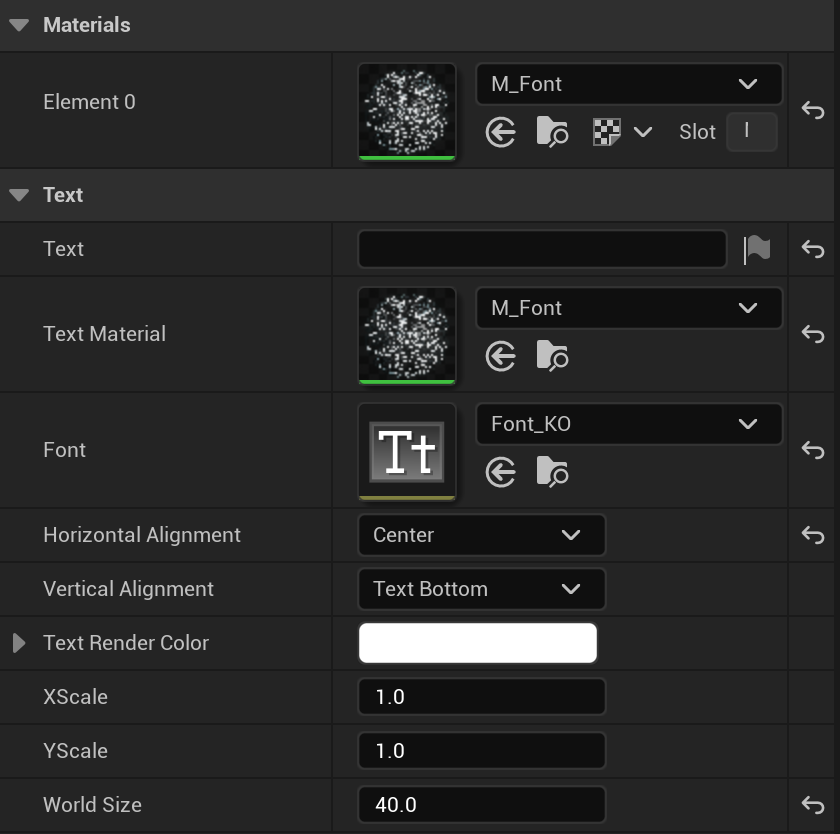 Materials
Element 0
M_Font
Slot
Text
Text
Text Material
M_Font
Font
Tt
Font_KO
Horizontal Alignment
Center
Vertical Alignment
Text Bottom
Text Render Color
XScale
1.0
YScale
1.0
World Size
40.0